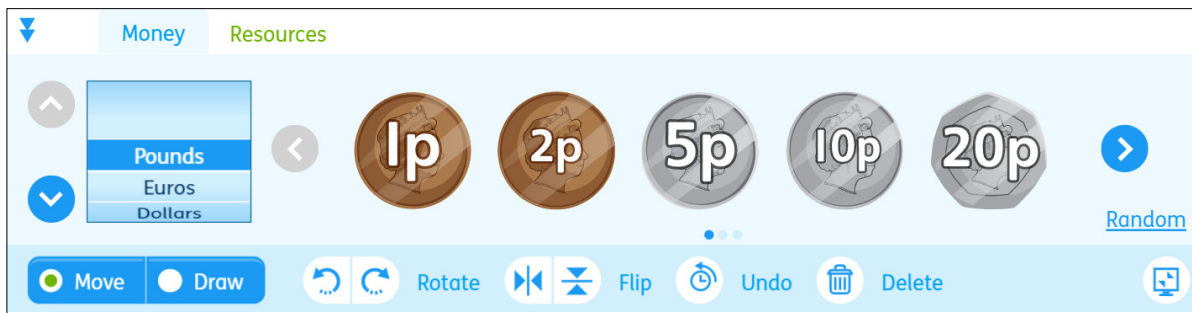 Money Resources
Pounds
Euros
Dollars
1p 2p 5p 10p 20p
Random
Move Draw Rotate Flip Undo Delete